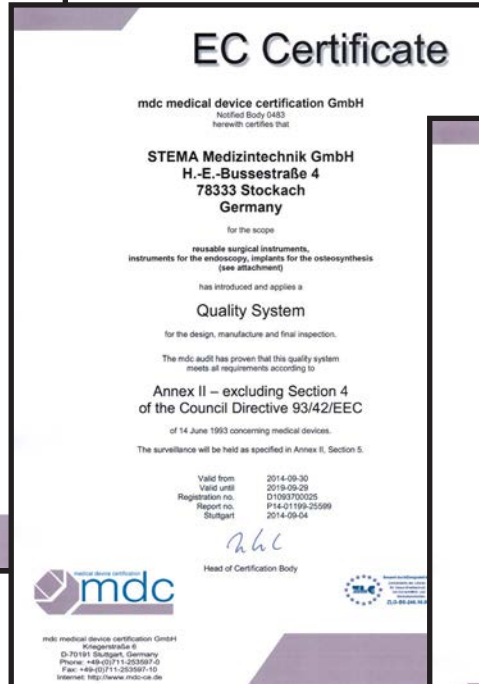 EC Certificate
mdc medical device certification GmbH
Notified Body 0483
herewith certifies that
STEMA Medizintechnik GmbH
H.-E.-Bussestraße 4
78333 Stockach
Germany
for the scope
reusable surgical instruments,
instruments for the endoscopy, implants for the osteosynthesis
(see attachment)
has introduced and applies a
Quality System
for the design, manufacture and final inspection.
The mdc audit has proven that this quality system
meets all requirements according to
Annex II – excluding Section 4
of the Council Directive 93/42/EEC
of 14 June 1993 concerning medical devices.
The surveillance will be held as specified in Annex II, Section 5.
Valid from 2014-09-30
Valid until 2019-09-29
Registration no. D1093700025
Report no. P14-01199-25599
Stuttgart 2014-09-04
Head of Certification Body
medical device certification
mdc
mdc medical device certification GmbH
Kriegerstraße 6
D-70191 Stuttgart, Germany
Phone: +49-(0)711-253597-0
Fax: +49-(0)711-253597-10
Internet: http://www.mdc-ce.de